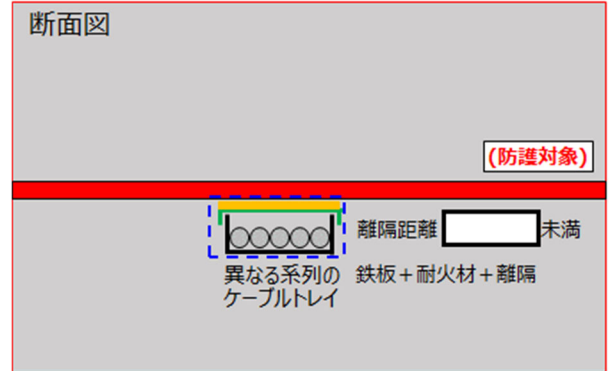 断面図
(防護対象)
離隔距離 未満
異なる系列の
ケーブルトレイ
鉄板+耐火材+離隔